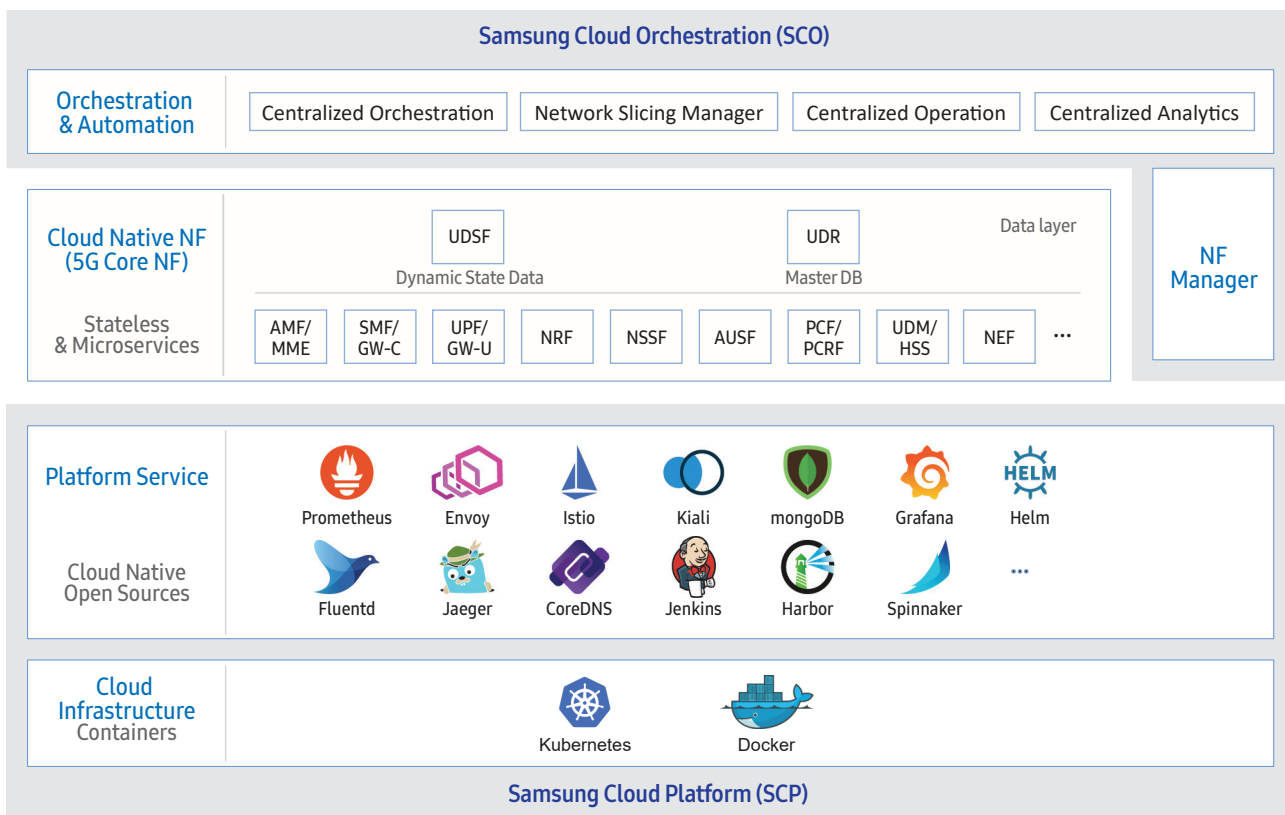 Samsung Cloud Orchestration (SCO)
Orchestration
& Automation
Centralized Orchestration
Network Slicing Manager
Centralized Operation
Centralized Analytics
Cloud Native NF
(5G Core NF)
Stateless
& Microservices
UDSF
Dynamic State Data
UDR
Master DB
Data layer
AMF/
MME
SMF/
GW-C
UPF/
GW-U
NRF
NSSF
AUSF
PCF/
PCRF
UDM/
HSS
NEF
...
NF
Manager
Platform Service
Cloud Native
Open Sources
HELM
Prometheus
Envoy
Istio
Kiali
mongoDB
Grafana
Helm
Fluentd
Jaeger
CoreDNS
Jenkins
Harbor
Spinnaker
...
Cloud
Infrastructure
Containers
Kubernetes
Docker
Samsung Cloud Platform (SCP)